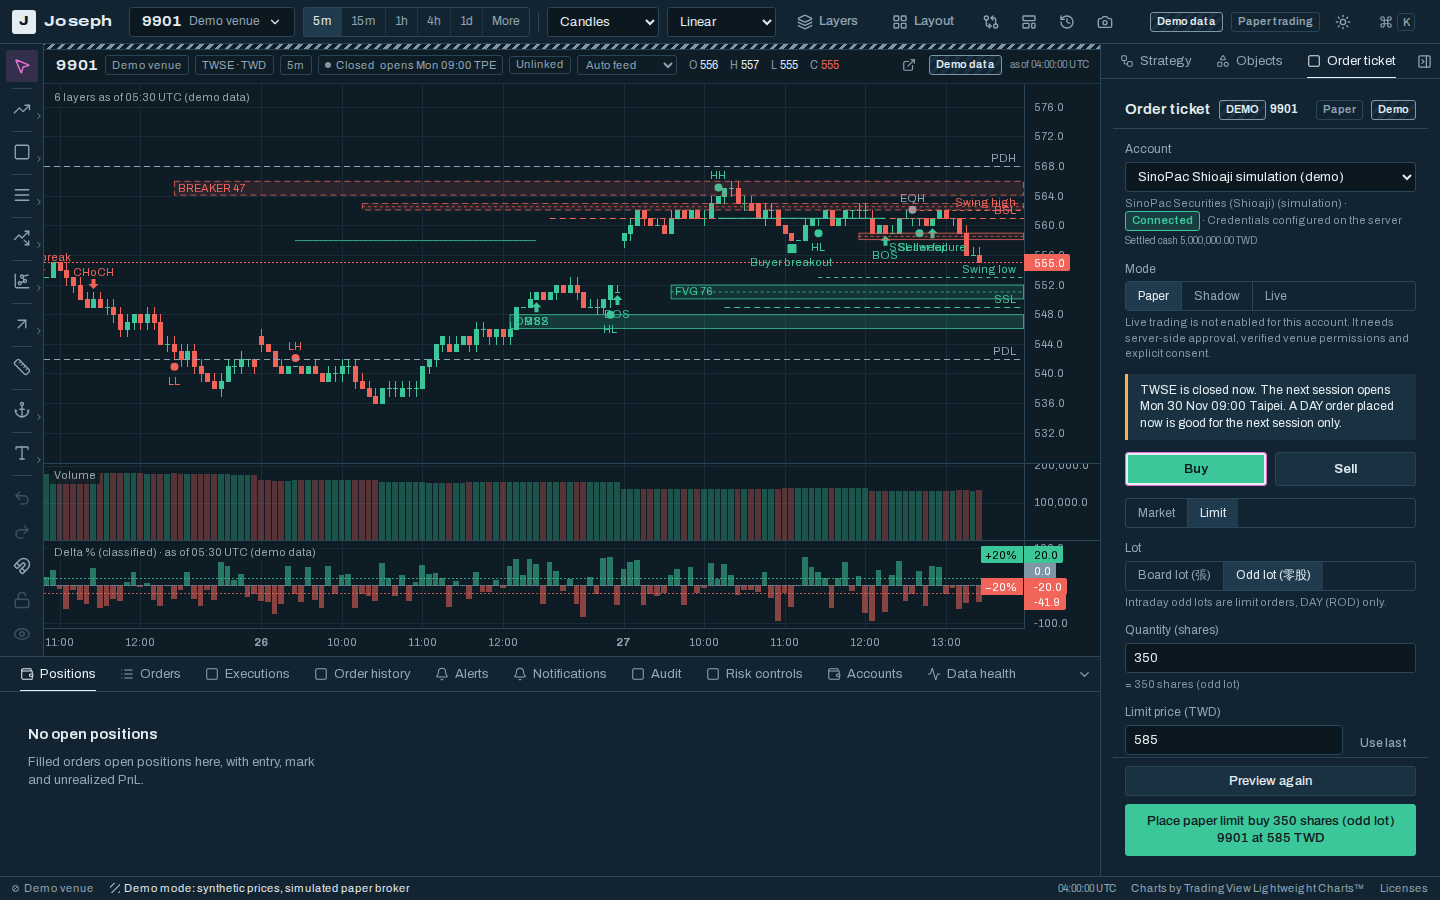 J Joseph
9901 Demo venue
5m 15m 1h 4h 1d More
Candles
Linear
Layers
Layout
Demo data
Paper trading
⌘ K
9901 Demo venue TWSE·TWD 5m Closed opens Mon 09:00 TPE Unlinked Auto feed O 556 H 557 L 555 C 555 Demo data as of 04:00:00 UTC
6 layers as of 05:30 UTC (demo data)
576.0
572.0
PDH 568.0
HH
BREAKER 47
564.0
EQH
Swing high
BSL
560.0
HL
BOS
Buyer breakout
break
555.0
CHoCH
Swing low
552.0
FVG 76
SSL
548.0
BOS
HL
544.0
LH
PDL
540.0
LL
536.0
532.0
Volume
200,000.0
100,000.0
Delta % (classified) · as of 05:30 UTC (demo data)
+20% 20.0
0.0
−20% -20.0
-41.9
-100.0
11:00 12:00 26 10:00 11:00 12:00 27 10:00 11:00 12:00 13:00
Positions Orders Executions Order history Alerts Notifications Audit Risk controls Accounts Data health
No open positions
Filled orders open positions here, with entry, mark
and unrealized PnL.
Strategy Objects Order ticket
Order ticket DEMO 9901 Paper Demo
Account
SinoPac Shioaji simulation (demo)
SinoPac Securities (Shioaji) (simulation) ·
Connected · Credentials configured on the server
Settled cash 5,000,000.00 TWD
Mode
Paper Shadow Live
Live trading is not enabled for this account. It needs
server-side approval, verified venue permissions and
explicit consent.
TWSE is closed now. The next session opens
Mon 30 Nov 09:00 Taipei. A DAY order placed
now is good for the next session only.
Buy Sell
Market Limit
Lot
Board lot (張) Odd lot (零股)
Intraday odd lots are limit orders, DAY (ROD) only.
Quantity (shares)
350
= 350 shares (odd lot)
Limit price (TWD)
585 Use last
Preview again
Place paper limit buy 350 shares (odd lot)
9901 at 585 TWD
Demo venue Demo mode: synthetic prices, simulated paper broker
04:00:00 UTC Charts by TradingView Lightweight Charts™ Licenses